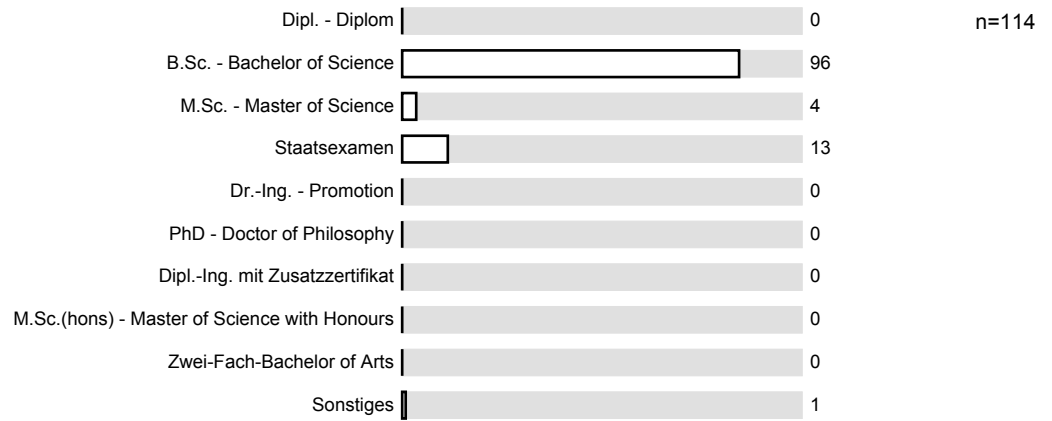 Dipl. - Diplom 0 n=114
B.Sc. - Bachelor of Science 96
M.Sc. - Master of Science 4
Staatsexamen 13
Dr.-Ing. - Promotion 0
PhD - Doctor of Philosophy 0
Dipl.-Ing. mit Zusatzzertifikat 0
M.Sc.(hons) - Master of Science with Honours 0
Zwei-Fach-Bachelor of Arts 0
Sonstiges 1